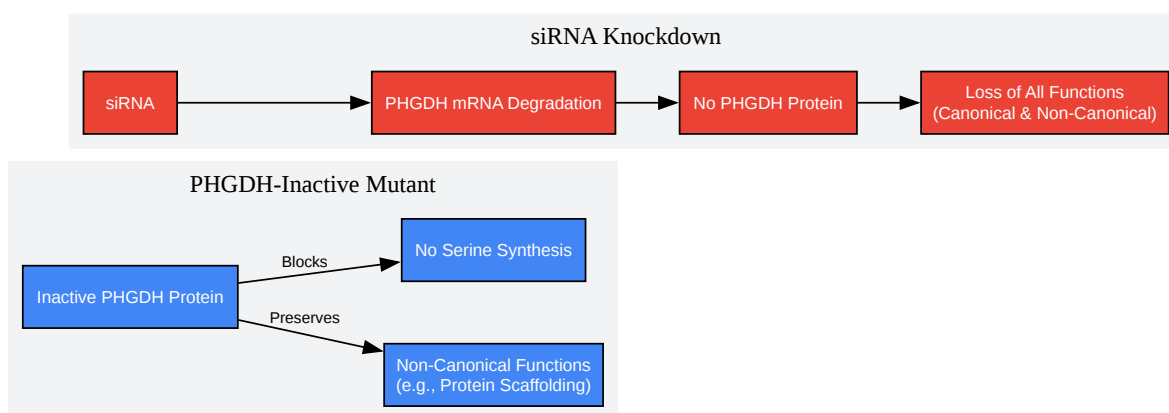 siRNA Knockdown
siRNA
PHGDH mRNA Degradation
No PHGDH Protein
Loss of All Functions
(Canonical & Non-Canonical)
PHGDH-Inactive Mutant
Inactive PHGDH Protein
Blocks
No Serine Synthesis
Preserves
Non-Canonical Functions
(e.g., Protein Scaffolding)